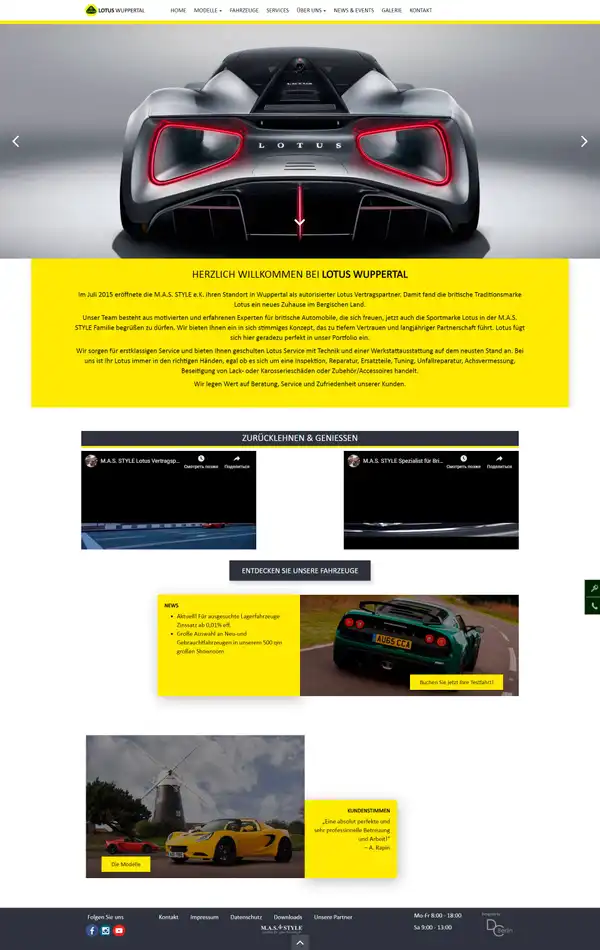 LOTUS WUPPERTAL
HOME MODELLE FAHRZEUGE SERVICES ÜBER UNS NEWS & EVENTS GALERIE KONTAKT
LOTUS
HERZLICH WILLKOMMEN BEI LOTUS WUPPERTAL
Im Juli 2015 eröffnete die M.A.S. STYLE e.K. ihren Standort in Wuppertal als autorisierter Lotus Vertragspartner. Damit fand die britische Traditionsmarke
Lotus ein neues Zuhause im Bergischen Land.
Unser Team besteht aus motivierten und erfahrenen Experten für britische Automobile, die sich freuen, jetzt auch die Sportmarke Lotus in der M.A.S.
STYLE Familie begrüßen zu dürfen. Wir bieten Ihnen ein in sich stimmiges Konzept, das zu tiefem Vertrauen und langjähriger Partnerschaft führt. Lotus fügt
sich hier geradezu perfekt in unser Portfolio ein.
Wir sorgen für erstklassigen Service und bieten Ihnen geschulten Lotus Service mit Technik und einer Werkstattausstattung auf dem neusten Stand an. Bei
uns ist Ihr Lotus immer in den richtigen Händen, egal ob es sich um eine Inspektion, Reparatur, Ersatzteile, Tuning, Unfallreparatur, Achsvermessung,
Beseitigung von Lack- oder Karosserieschäden oder Zubehör/Accessoires handelt.
Wir legen Wert auf Beratung, Service und Zufriedenheit unserer Kunden.
ZURÜCKLEHNEN & GENIESSEN
M.A.S. STYLE Lotus Vertragsp...
Смотреть позже Поделиться
M.A.S. STYLE Spezialist für Bri...
Смотреть позже Поделиться
ENTDECKEN SIE UNSERE FAHRZEUGE
NEWS
• Aktuell! Für ausgesuchte Lagerfahrzeuge
Zinssatz ab 0,01% eff.
• Große Auswahl an Neu-und
Gebrauchtfahrzeugen in unserem 500 qm
großen Showroom
AU65 CCA
Buchen Sie jetzt Ihre Testfahrt!
KUNDENSTIMMEN
„Eine absolut perfekte und
sehr professionelle Betreuung
und Arbeit!"
– A. Rapin
Die Modelle
Folgen Sie uns
Kontakt Impressum Datenschutz Downloads Unsere Partner
M.A.S. STYLE
Mo-Fr 8:00 - 18:00
Sa 9:00 - 13:00
DC Berlin